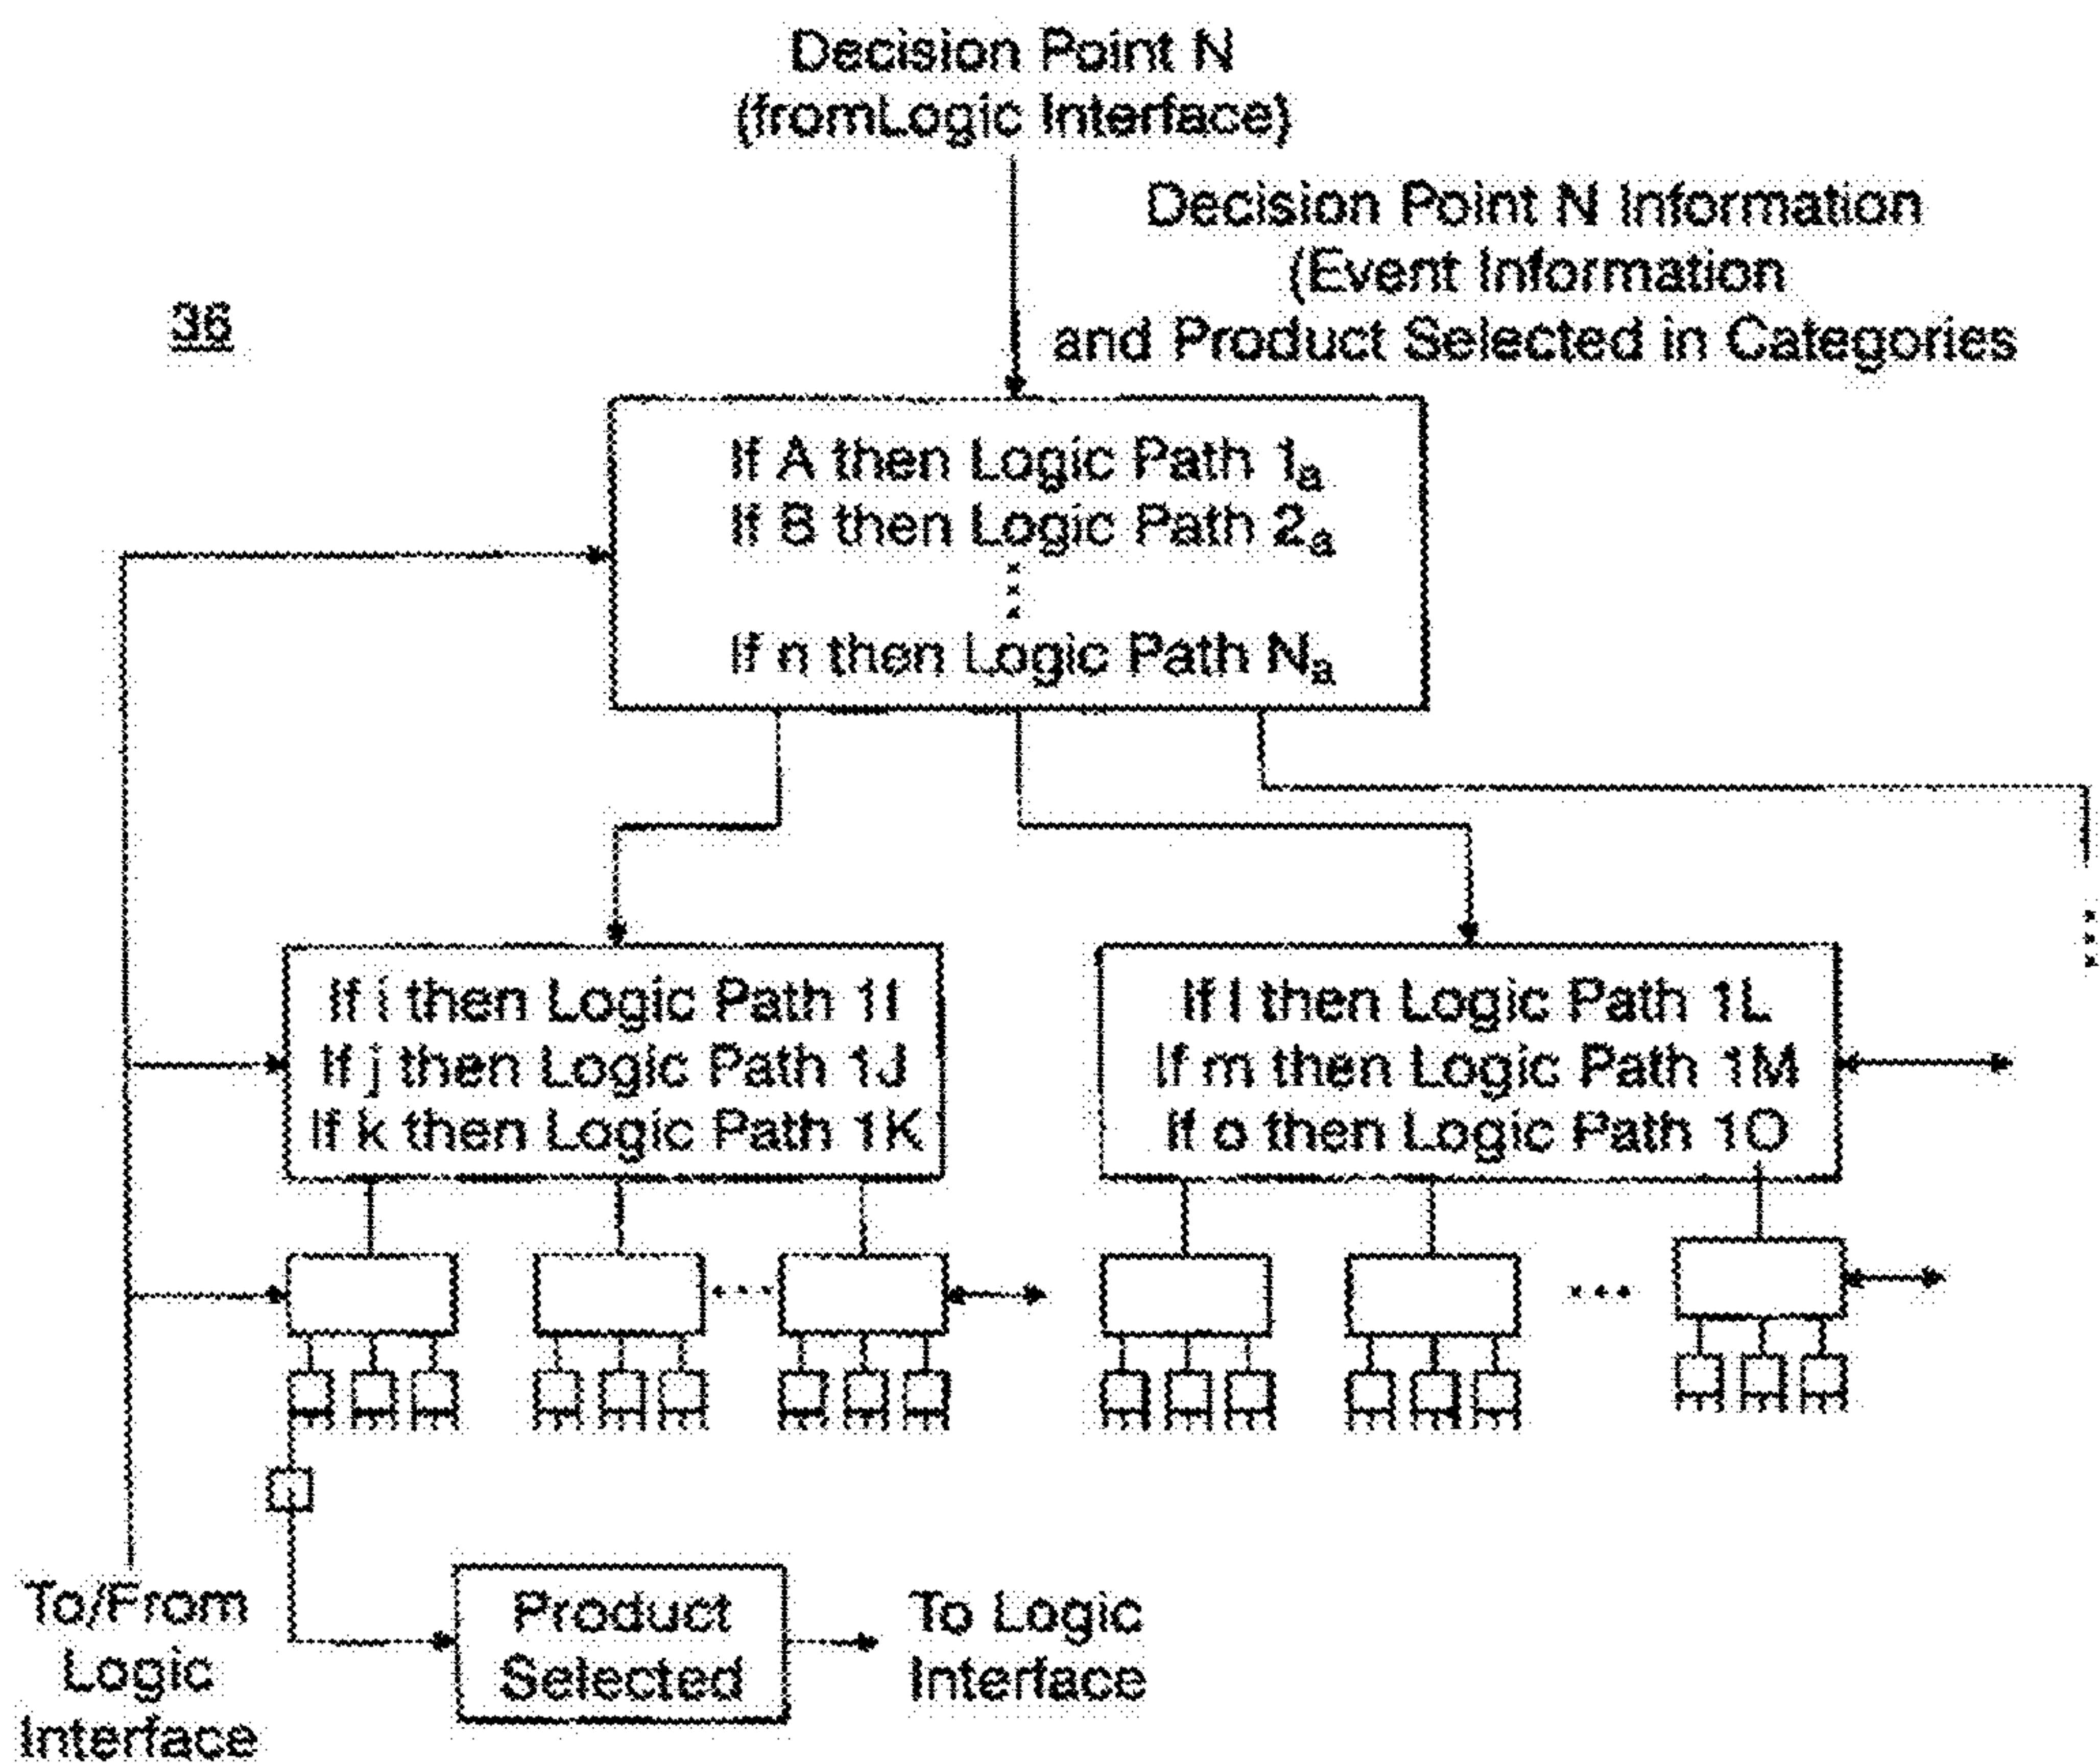 Decision Point N
(fromLogic Interface)
Decision Point N Information
(Event Information
and Product Selected in Categories
36
If A then Logic Path 1a
If B then Logic Path 2a
If n then Logic Path Na
If i then Logic Path 1I
If j then Logic Path 1J
If k then Logic Path 1K
If l then Logic Path 1L
If m then Logic Path 1M
If o then Logic Path 1O
To/From
Logic
Interface
Product
Selected
To Logic
Interface